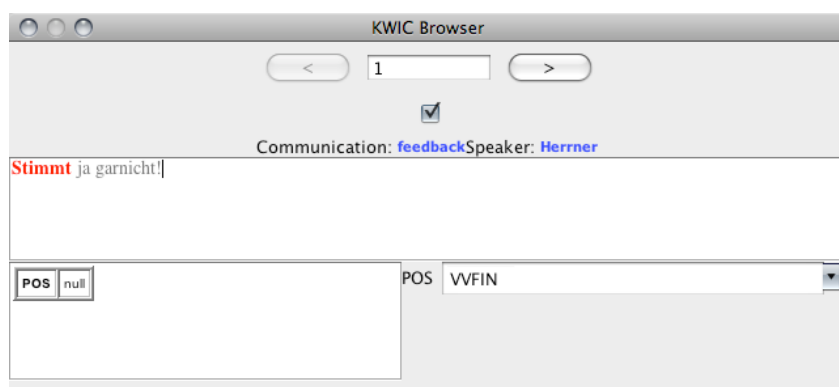 KWIC Browser
< 1 >
Communication: feedbackSpeaker: Herrner
Stimmt ja garnicht!
POS null POS VVFIN